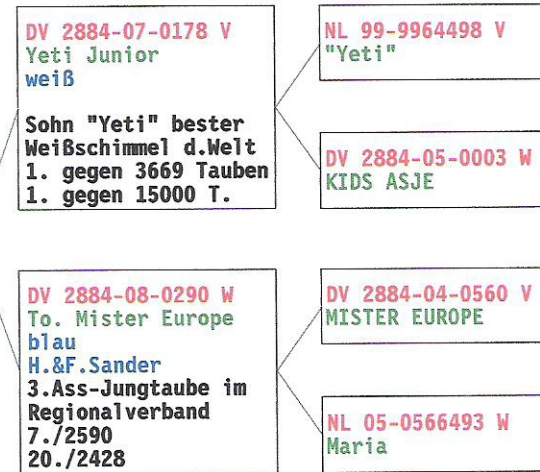 DV 2884-07-0178 V
Yeti Junior
weiß
Sohn "Yeti" bester
Weißschimmel d.Welt
1. gegen 3669 Tauben
1. gegen 15000 T.
NL 99-9964498 V
"Yeti"
DV 2884-05-0003 W
KIDS ASJE
DV 2884-08-0290 W
To. Mister Europe
blau
H.&F.Sander
3.Ass-Jungtaube im
Regionalverband
7./2590
20./2428
DV 2884-04-0560 V
MISTER EUROPE
NL 05-0566493 W
Maria